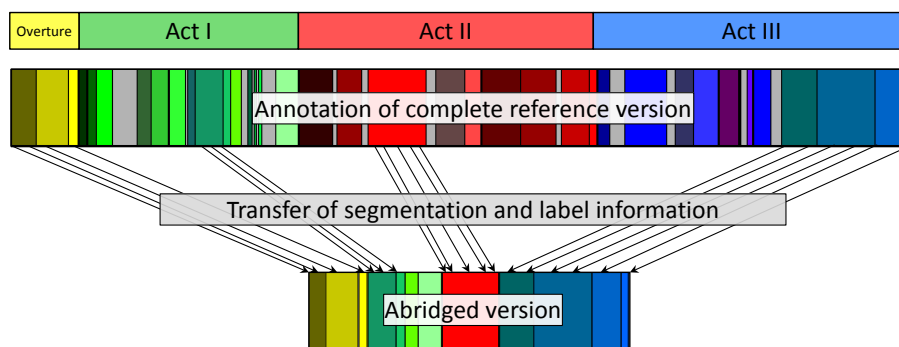 Overture
Act I
Act II
Act III
Annotation of complete reference version
Transfer of segmentation and label information
Abridged version